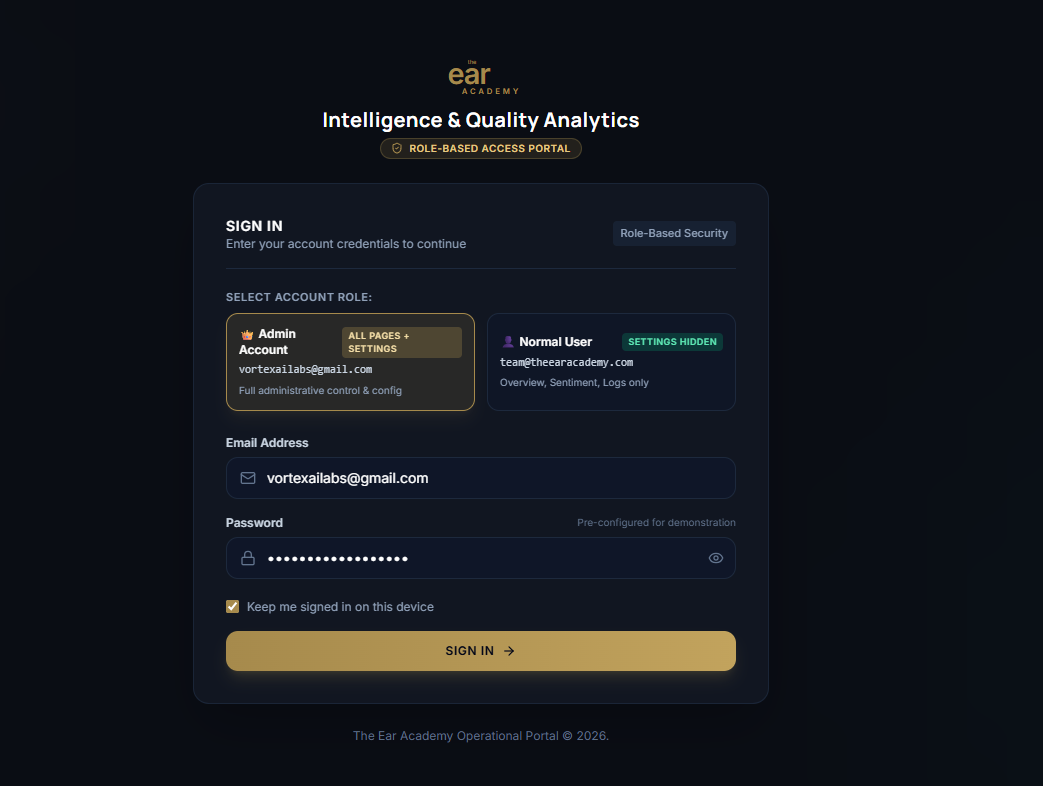 the
ear
ACADEMY
Intelligence & Quality Analytics
ROLE-BASED ACCESS PORTAL
SIGN IN
Enter your account credentials to continue
Role-Based Security
SELECT ACCOUNT ROLE:
Admin Account
ALL PAGES + SETTINGS
vortexailabs@gmail.com
Full administrative control & config
Normal User
SETTINGS HIDDEN
team@theearacademy.com
Overview, Sentiment, Logs only
Email Address
vortexailabs@gmail.com
Password
Pre-configured for demonstration
••••••••••••••••••
Keep me signed in on this device
SIGN IN →
The Ear Academy Operational Portal © 2026.